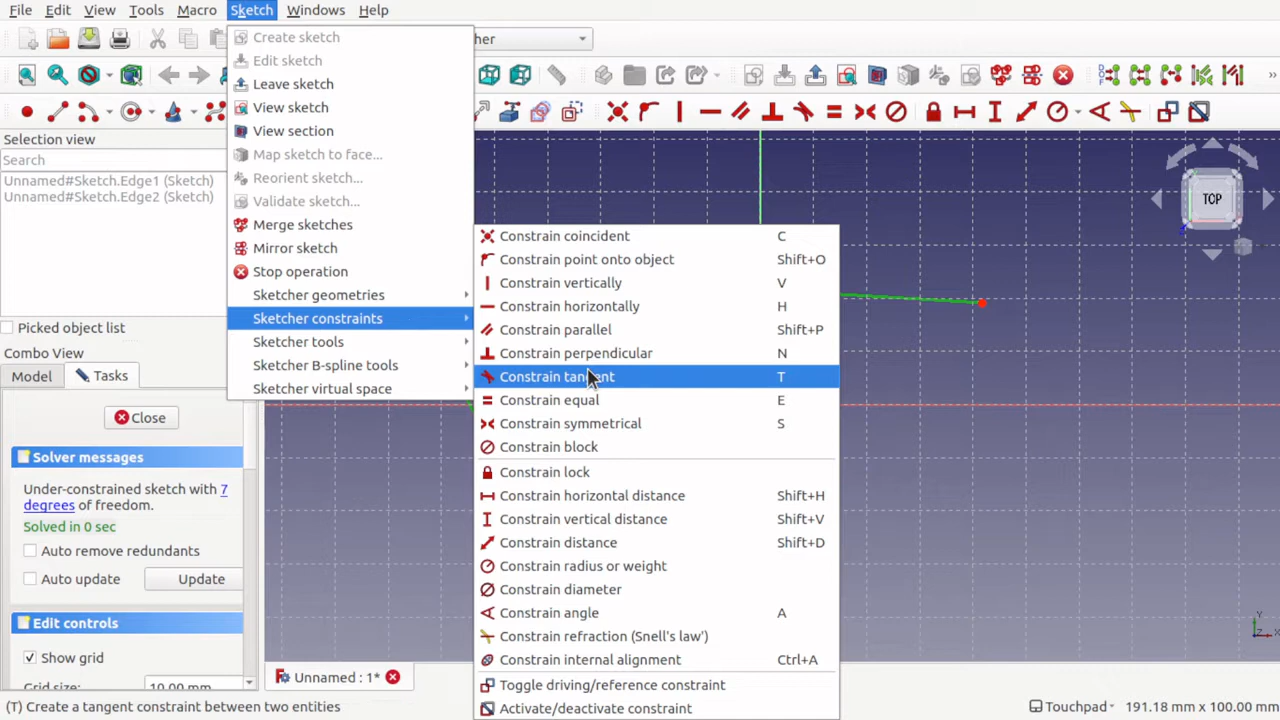 File Edit View Tools Macro Sketch Windows Help
Create sketch
Edit sketch
Leave sketch
View sketch
View section
Map sketch to face...
Reorient sketch...
Validate sketch...
Merge sketches
Mirror sketch
Stop operation
Sketcher geometries
Sketcher constraints
Sketcher tools
Sketcher B-spline tools
Sketcher virtual space
Constrain coincident C
Constrain point onto object Shift+O
Constrain vertically V
Constrain horizontally H
Constrain parallel Shift+P
Constrain perpendicular N
Constrain tangent T
Constrain equal E
Constrain symmetrical S
Constrain block
Constrain lock
Constrain horizontal distance Shift+H
Constrain vertical distance Shift+V
Constrain distance Shift+D
Constrain radius or weight
Constrain diameter
Constrain angle A
Constrain refraction (Snell's law')
Constrain internal alignment Ctrl+A
Toggle driving/reference constraint
Activate/deactivate constraint
Selection view
Search
Unnamed#Sketch.Edge1 (Sketch)
Unnamed#Sketch.Edge2 (Sketch)
Picked object list
Combo View
Model Tasks
Close
Solver messages
Under-constrained sketch with 7
degrees of freedom.
Solved in 0 sec
Auto remove redundants
Auto update Update
Edit controls
Show grid
Grid size: 10.00 mm
TOP
Y
Z X
Unnamed : 1*
(T) Create a tangent constraint between two entities
Touchpad 191.18 mm x 100.00 mm